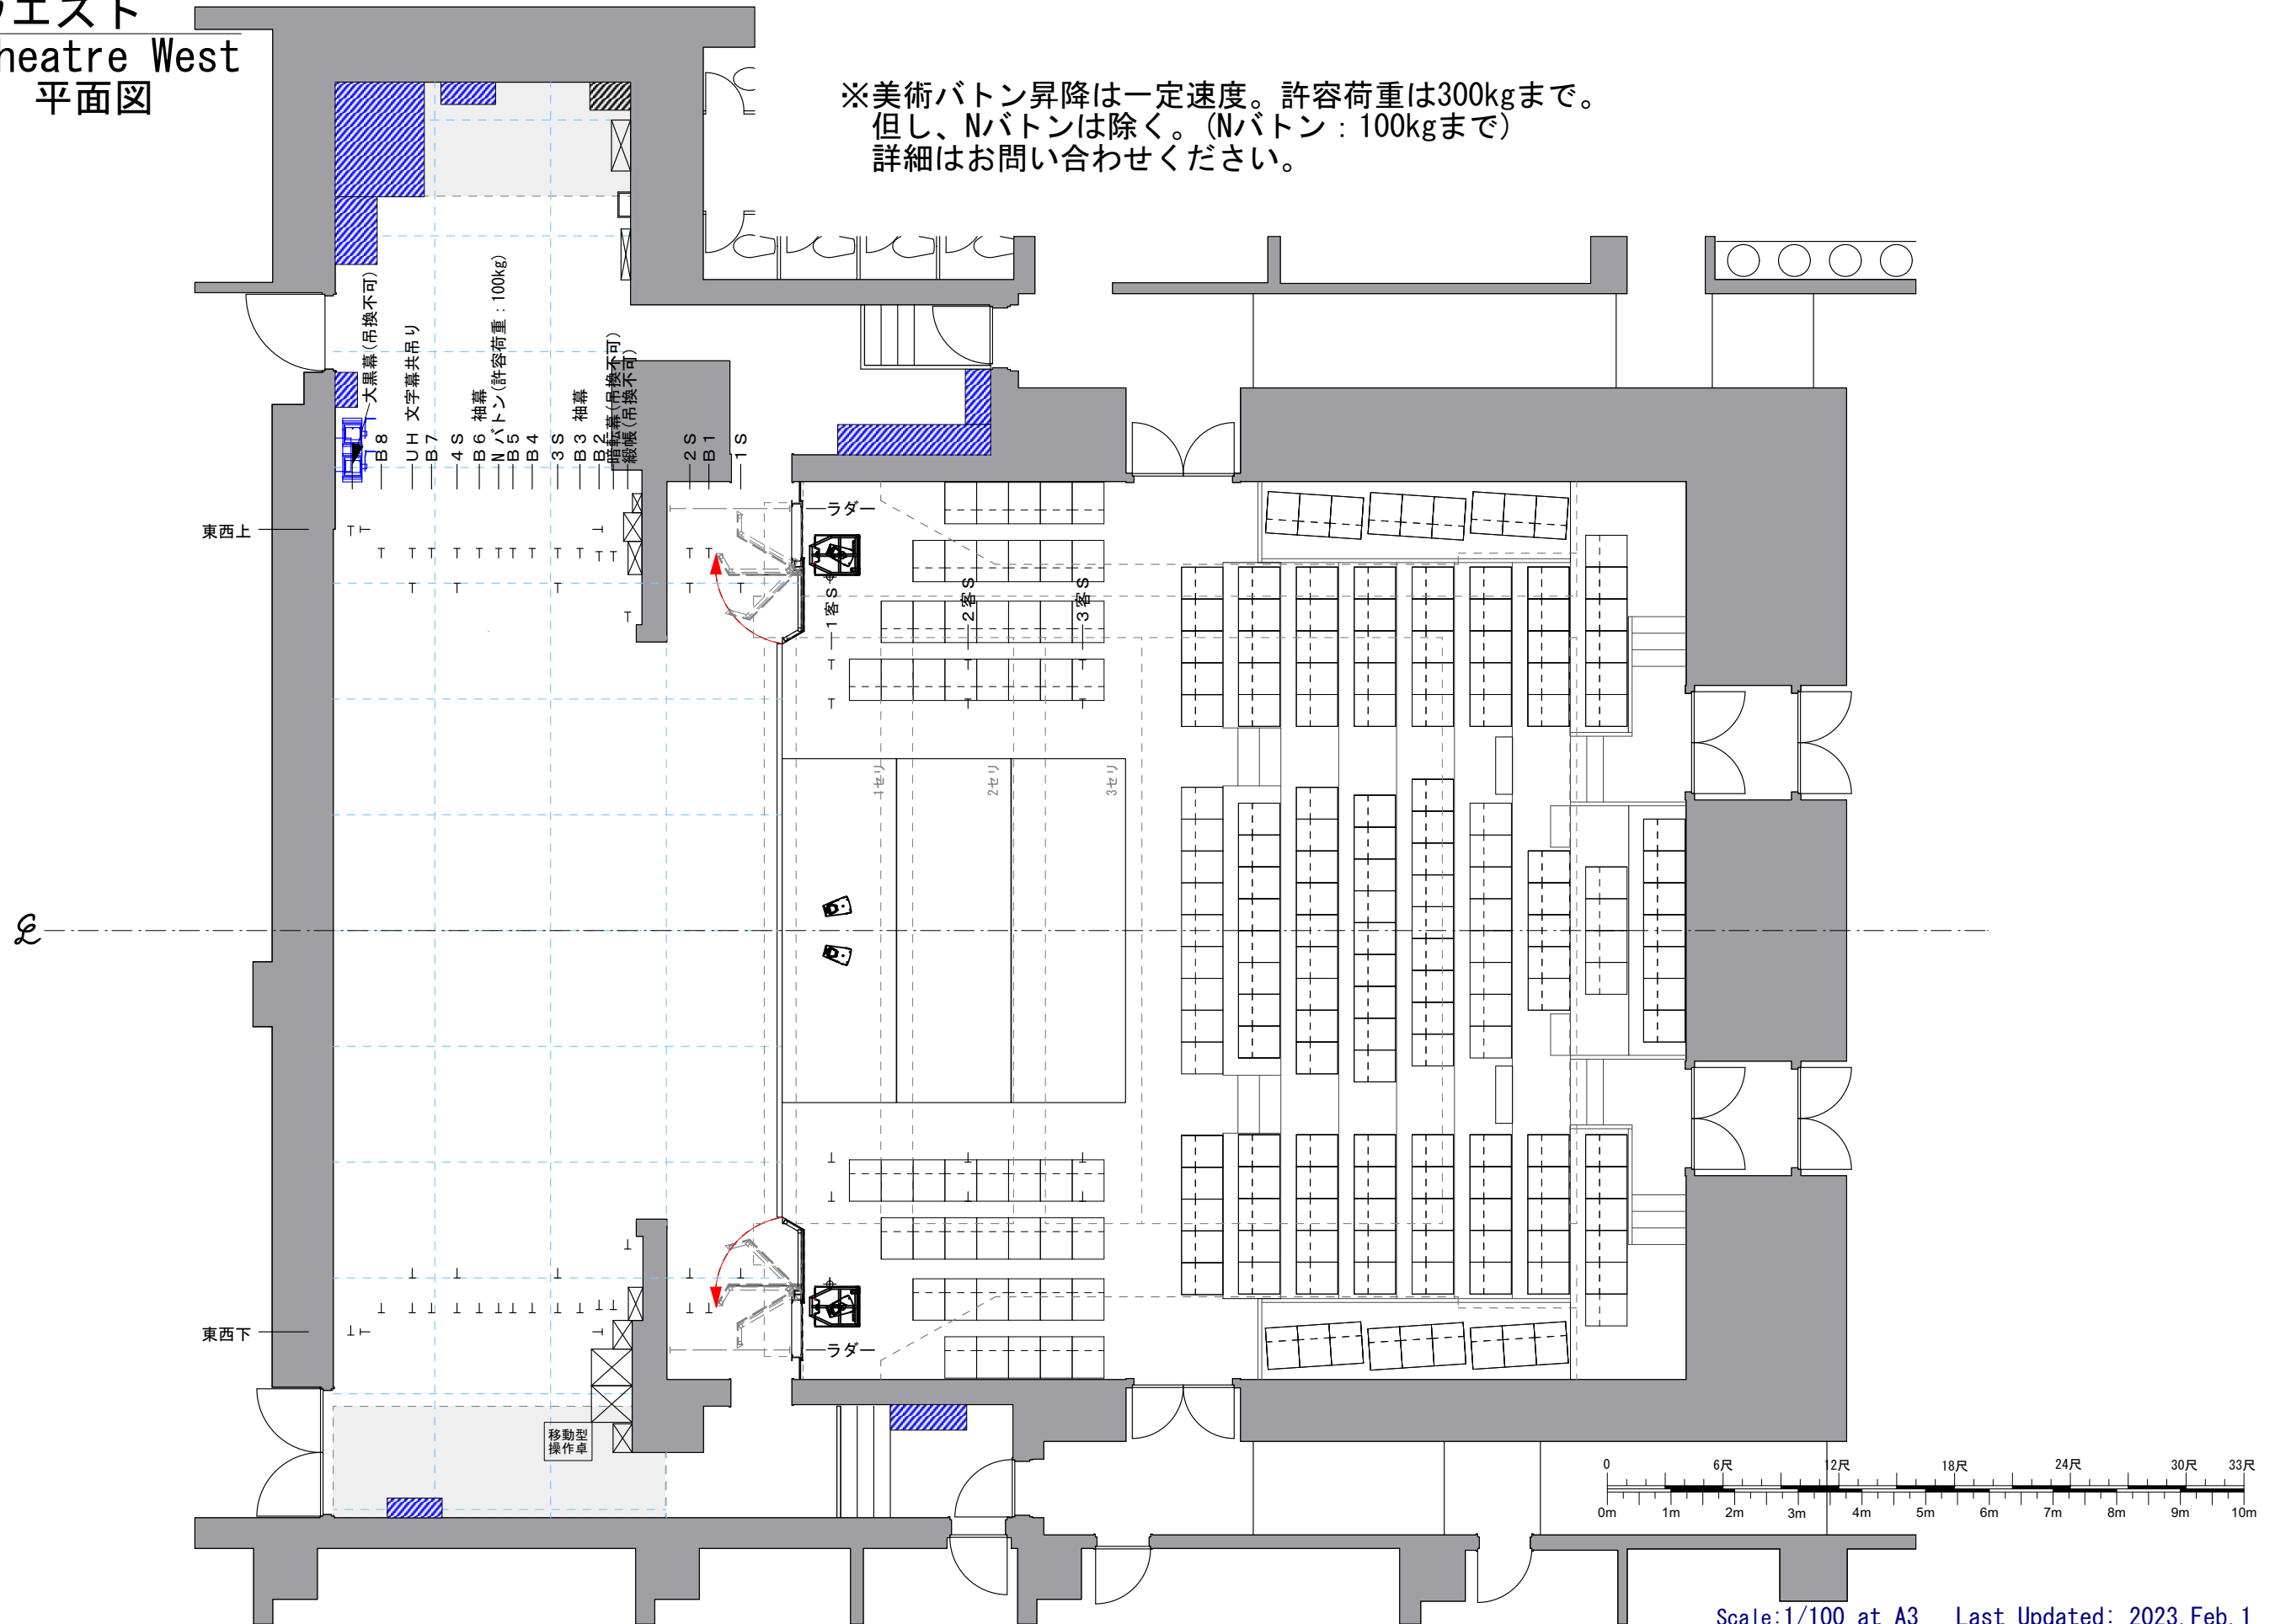 ウエスト
heatre West
平面図
※美術バトン昇降は一定速度。許容荷重は300kgまで。
但し、Nバトンは除く。(Nバトン：100kgまで)
詳細はお問い合わせください。
大黒幕(吊換不可)
B8
UH 文字幕共吊り
B7
4S
B6 袖幕
N バトン(許容荷重：100kg)
B5
B4
3S
B3 袖幕
B2
暗転幕(吊換不可)
緞帳(吊換不可)
2S
B1
1S
東西上
ラダー
1客S
2客S
3客S
1セリ
2セリ
3セリ
東西下
ラダー
移動型
操作卓
0 6尺 12尺 18尺 24尺 30尺 33尺
0m 1m 2m 3m 4m 5m 6m 7m 8m 9m 10m
Scale:1/100 at A3 Last Updated: 2023.Feb.1